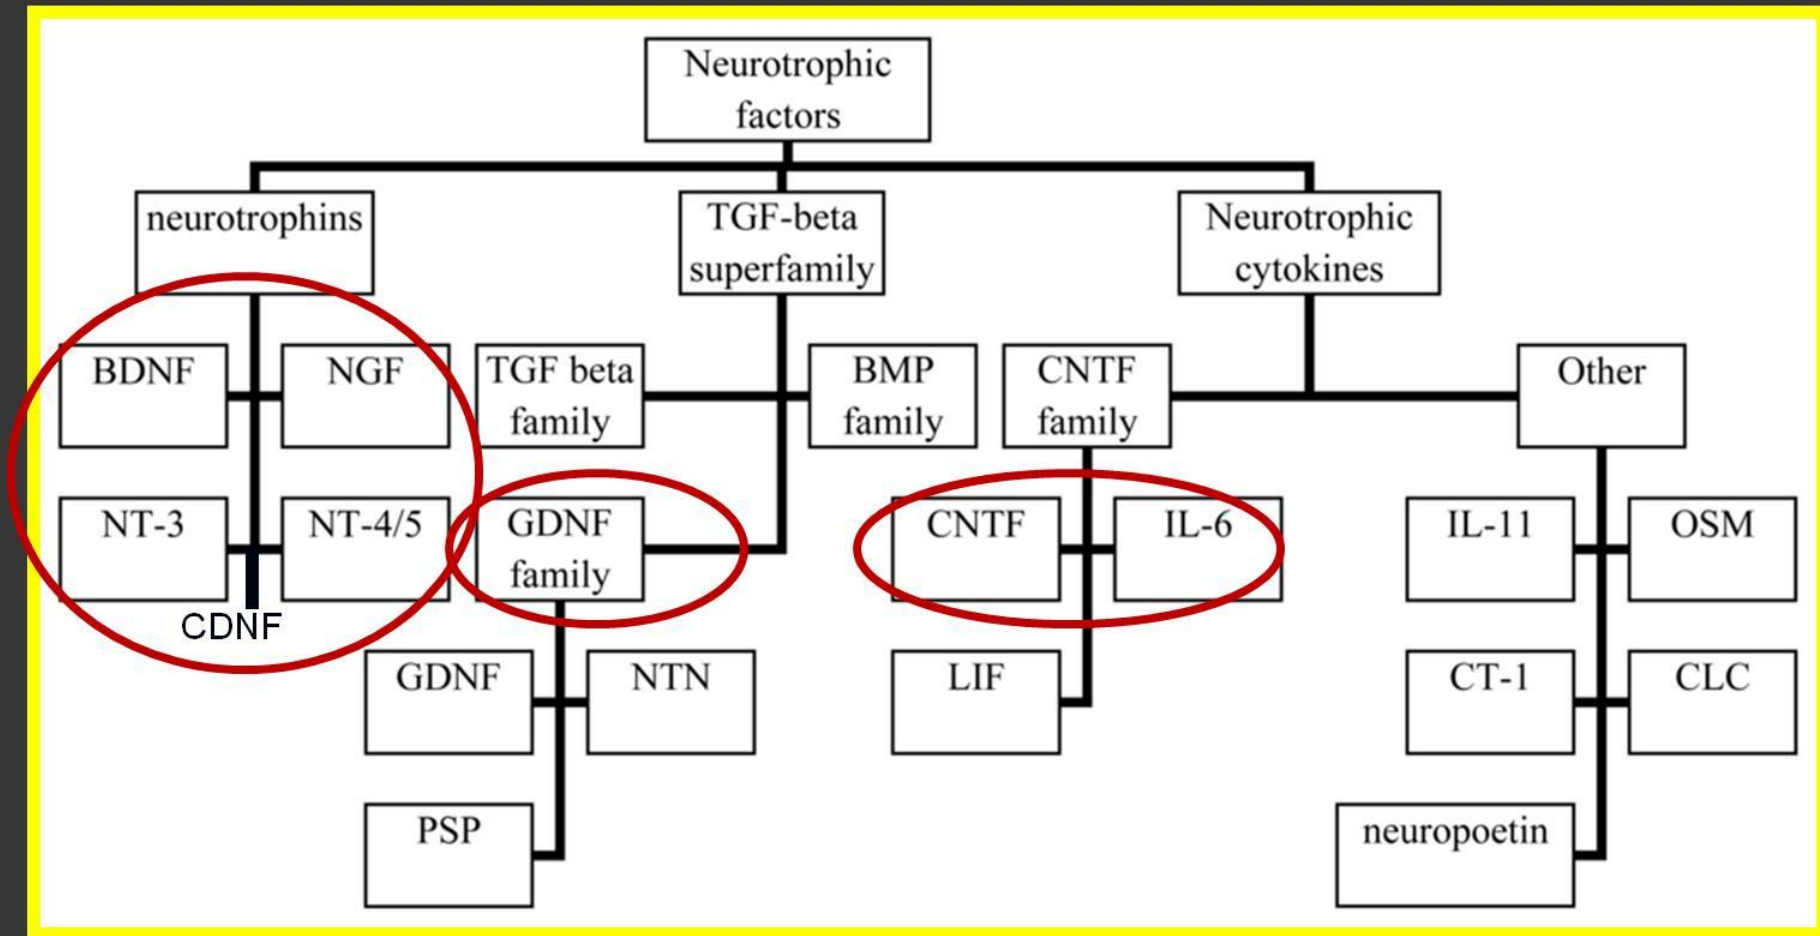 Neurotrophic
factors
neurotrophins
TGF-beta
superfamily
Neurotrophic
cytokines
BDNF
NGF
TGF beta
family
BMP
family
CNTF
family
Other
NT-3
NT-4/5
GDNF
family
CNTF
IL-6
IL-11
OSM
CDNF
GDNF
NTN
LIF
CT-1
CLC
PSP
neuropoetin